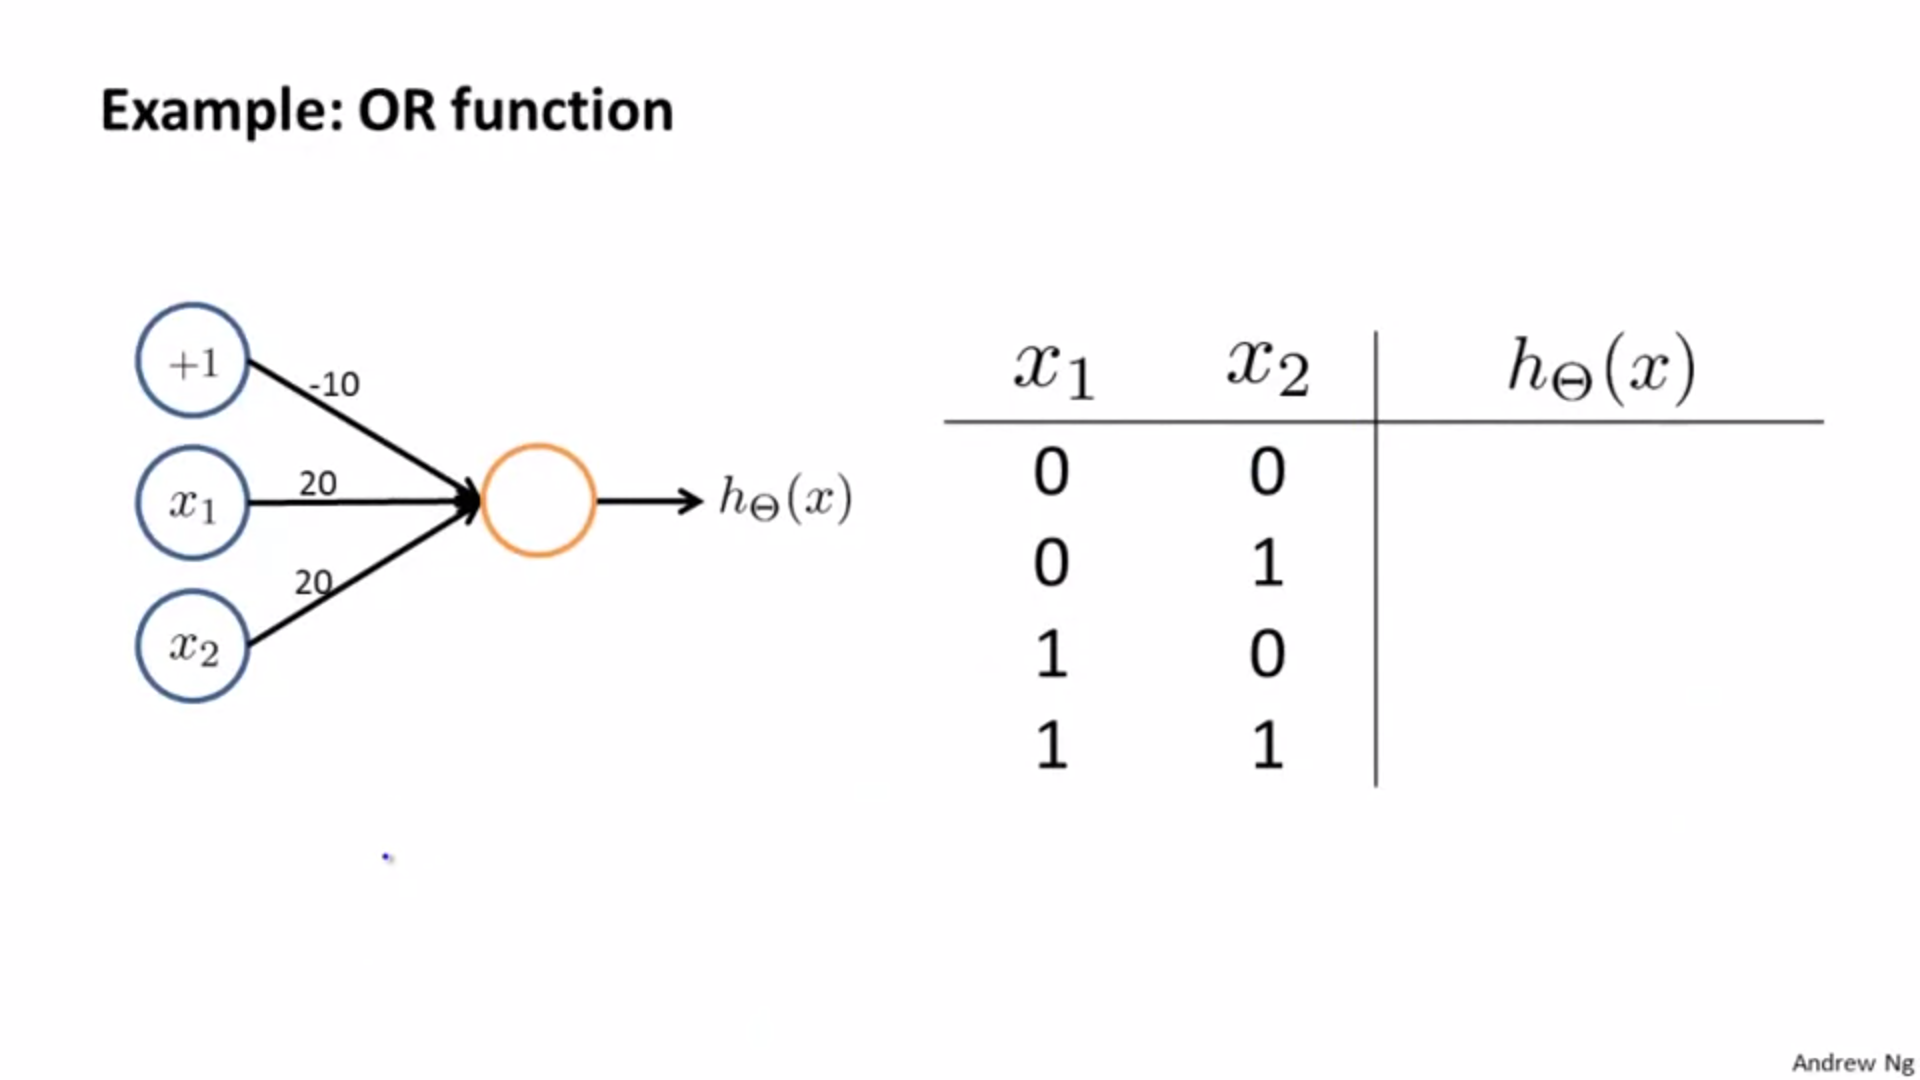 Example: OR function
+1
-10
x₁
20
x₂
20
hΘ(x)
x₁ x₂ hΘ(x)
0 0
0 1
1 0
1 1
Andrew Ng